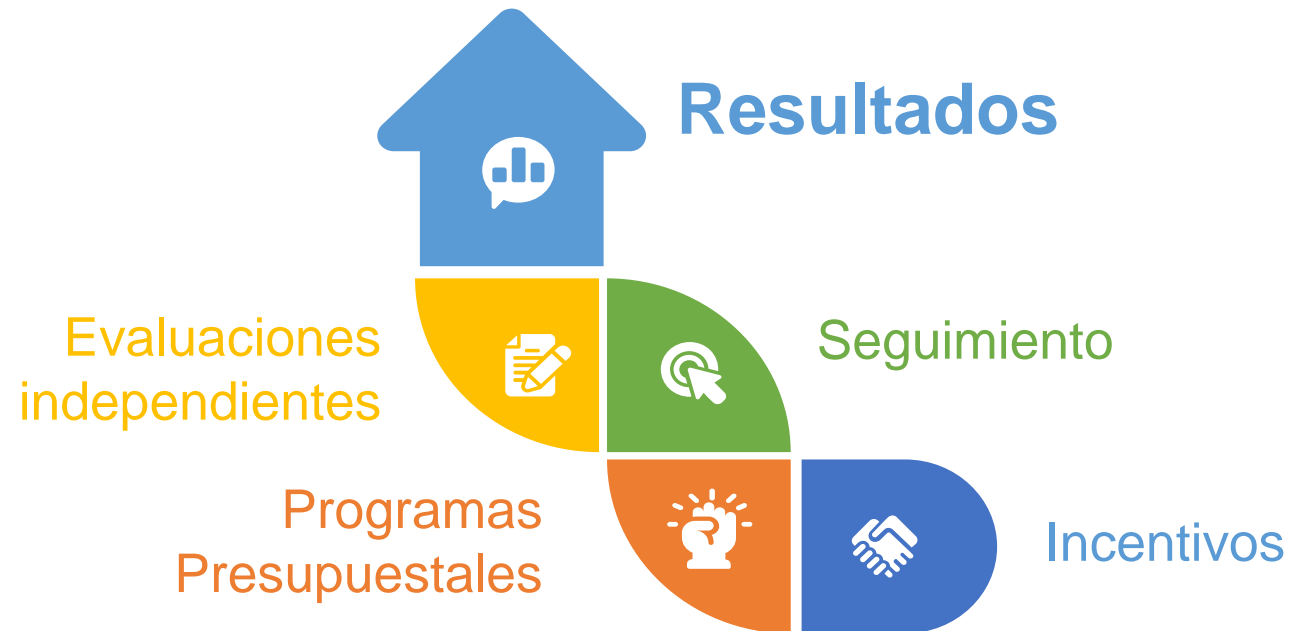 Resultados
Evaluaciones
independientes
Seguimiento
Programas
Presupuestales
Incentivos